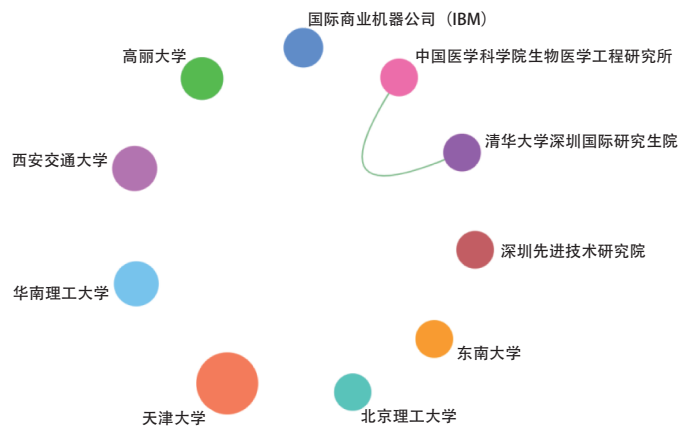 国际商业机器公司（IBM）
高丽大学
中国医学科学院生物医学工程研究所
清华大学深圳国际研究生院
西安交通大学
深圳先进技术研究院
华南理工大学
东南大学
天津大学
北京理工大学